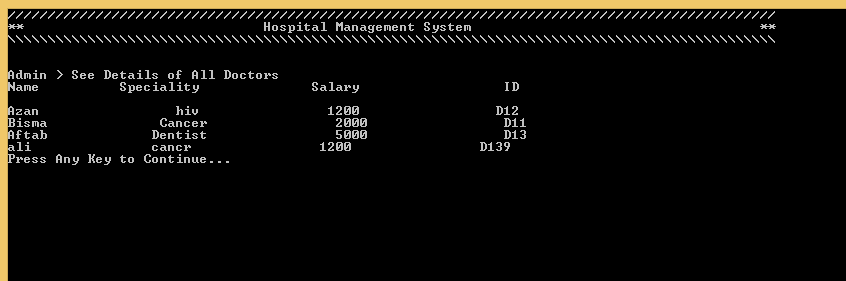 ////////////////////////////////////////////////////////////////////////////////////////////////
** Hospital Management System **
\\\\\\\\\\\\\\\\\\\\\\\\\\\\\\\\\\\\\\\\\\\\\\\\\\\\\\\\\\\\\\\\\\\\\\\\\\\\\\\\\\\\\\\\\\\\\\\\
Admin > See Details of All Doctors
Name Speciality Salary ID
Azan hiv 1200 D12
Bisma Cancer 2000 D11
Aftab Dentist 5000 D13
ali cancr 1200 D139
Press Any Key to Continue...